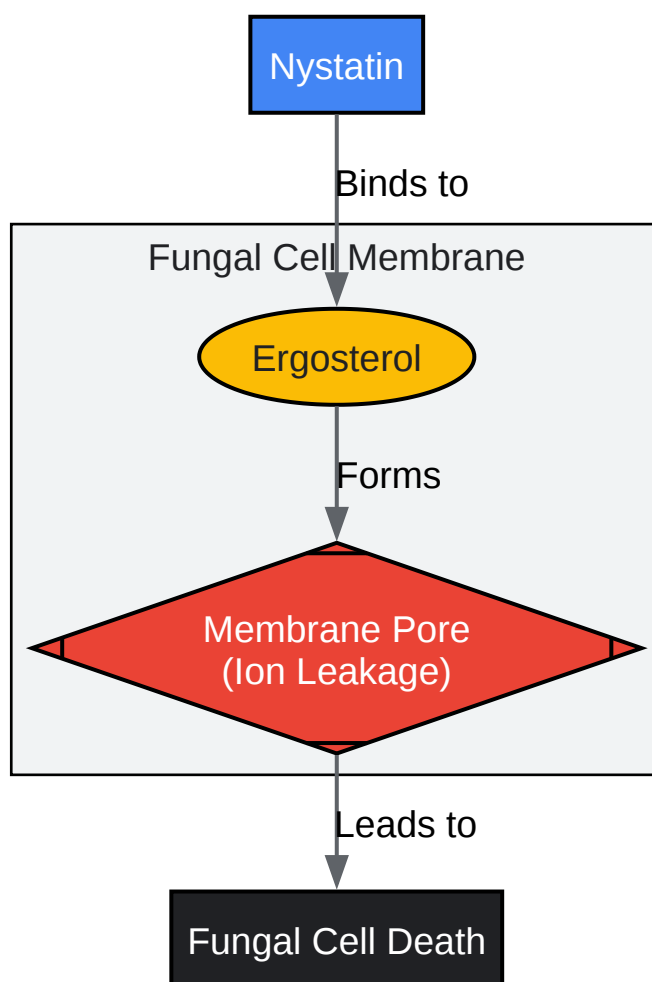 Nystatin
Binds to
Fungal Cell Membrane
Ergosterol
Forms
Membrane Pore
(Ion Leakage)
Leads to
Fungal Cell Death